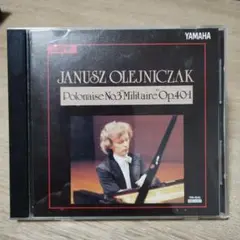 YAMAHA
JANUSZ OLEJNICZAK
Polonaise No.3 "Militaire" Op.40-1